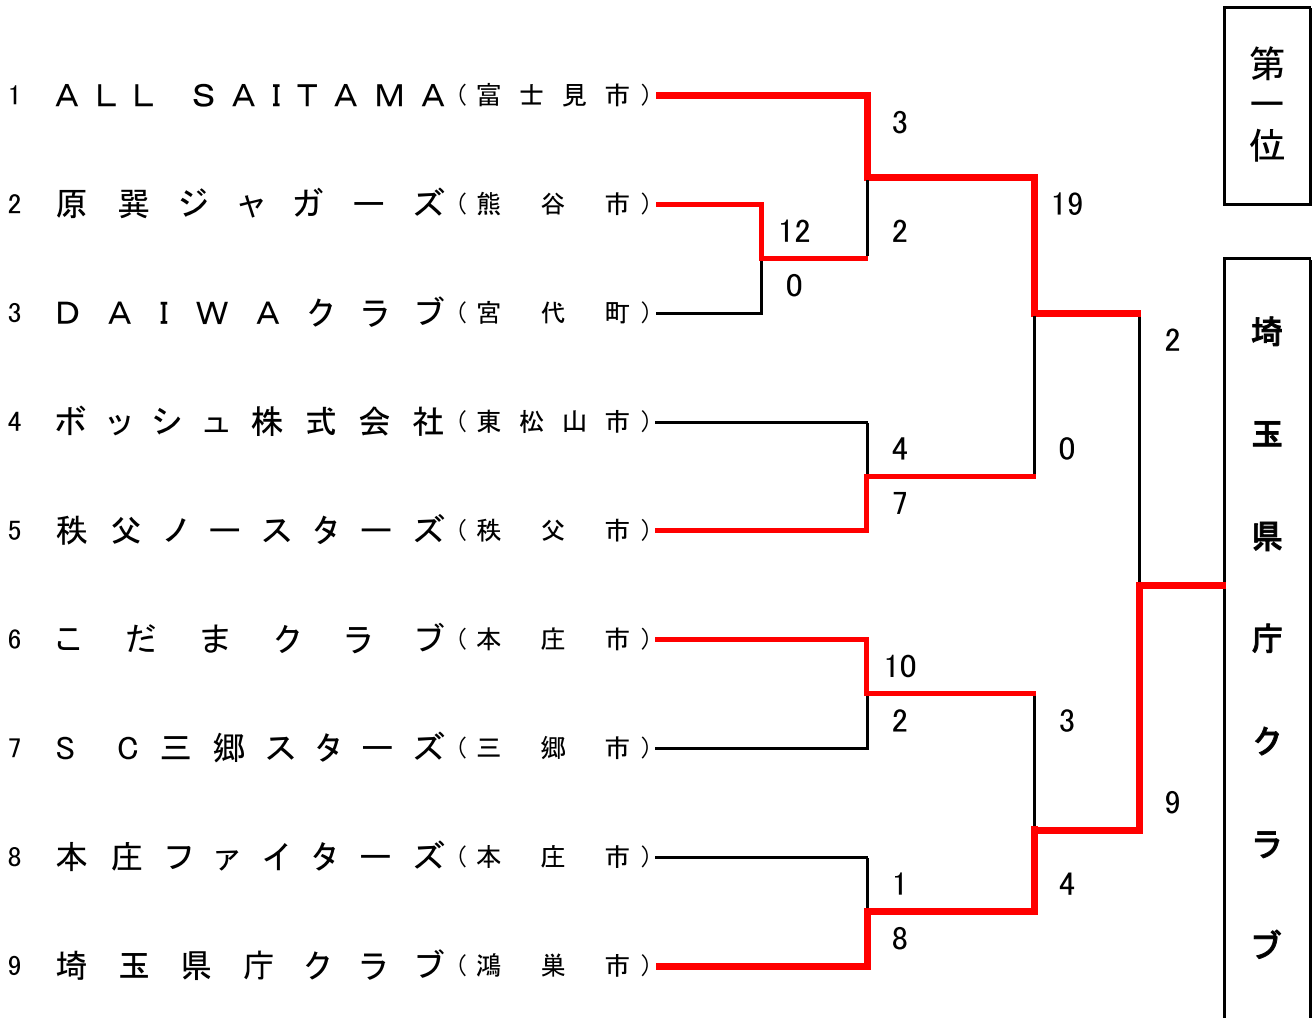 第一位
1 ＡＬＬ ＳＡＩＴＡＭＡ(富士見市)
3
2 原巽ジャガーズ(熊谷市)
19
12
2
0
3 ＤＡＩＷＡクラブ(宮代町)
2
4 ボッシュ株式会社(東松山市)
4
0
7
5 秩父ノースターズ(秩父市)
6 こだまクラブ(本庄市)
10
2
3
7 ＳＣ三郷スターズ(三郷市)
9
8 本庄ファイターズ(本庄市)
1
4
8
9 埼玉県庁クラブ(鴻巣市)
埼玉県庁クラブ